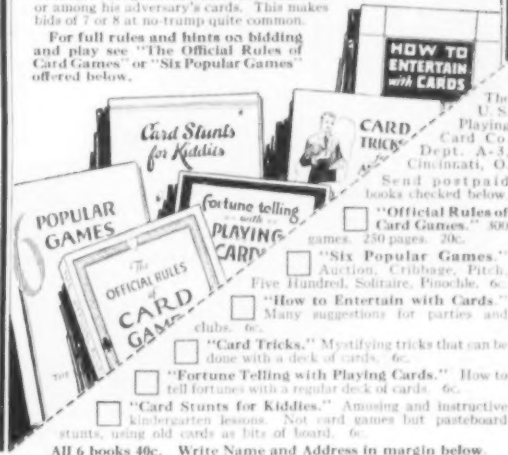 or among his adversary's cards. This makes
bids of 7 or 8 at no-trump quite common.
For full rules and hints on bidding
and play see "The Official Rules of
Card Games" or "Six Popular Games"
offered below.
HOW TO
ENTERTAIN
with CARDS
Card Stunts
for Kiddies
CARD
TRICKS
POPULAR
GAMES
Fortune telling
with
PLAYING
CARDS
The
OFFICIAL RULES
of
CARD
GAMES
THE
The
U. S.
Playing
Card Co.
Dept. A-3,
Cincinnati, O.
Send postpaid
books checked below.
"Official Rules of
Card Games." 300
games. 250 pages. 20c.
"Six Popular Games."
Auction, Cribbage, Pitch,
Five Hundred, Solitaire, Pinochle. 6c.
"How to Entertain with Cards."
Many suggestions for parties and
clubs. 6c.
"Card Tricks." Mystifying tricks that can be
done with a deck of cards. 6c.
"Fortune Telling with Playing Cards." How to
tell fortunes with a regular deck of cards. 6c.
"Card Stunts for Kiddies." Amusing and instructive
kindergarten lessons. Not card games but pasteboard
stunts, using old cards as bits of board. 6c.
All 6 books 40c. Write Name and Address in margin below.